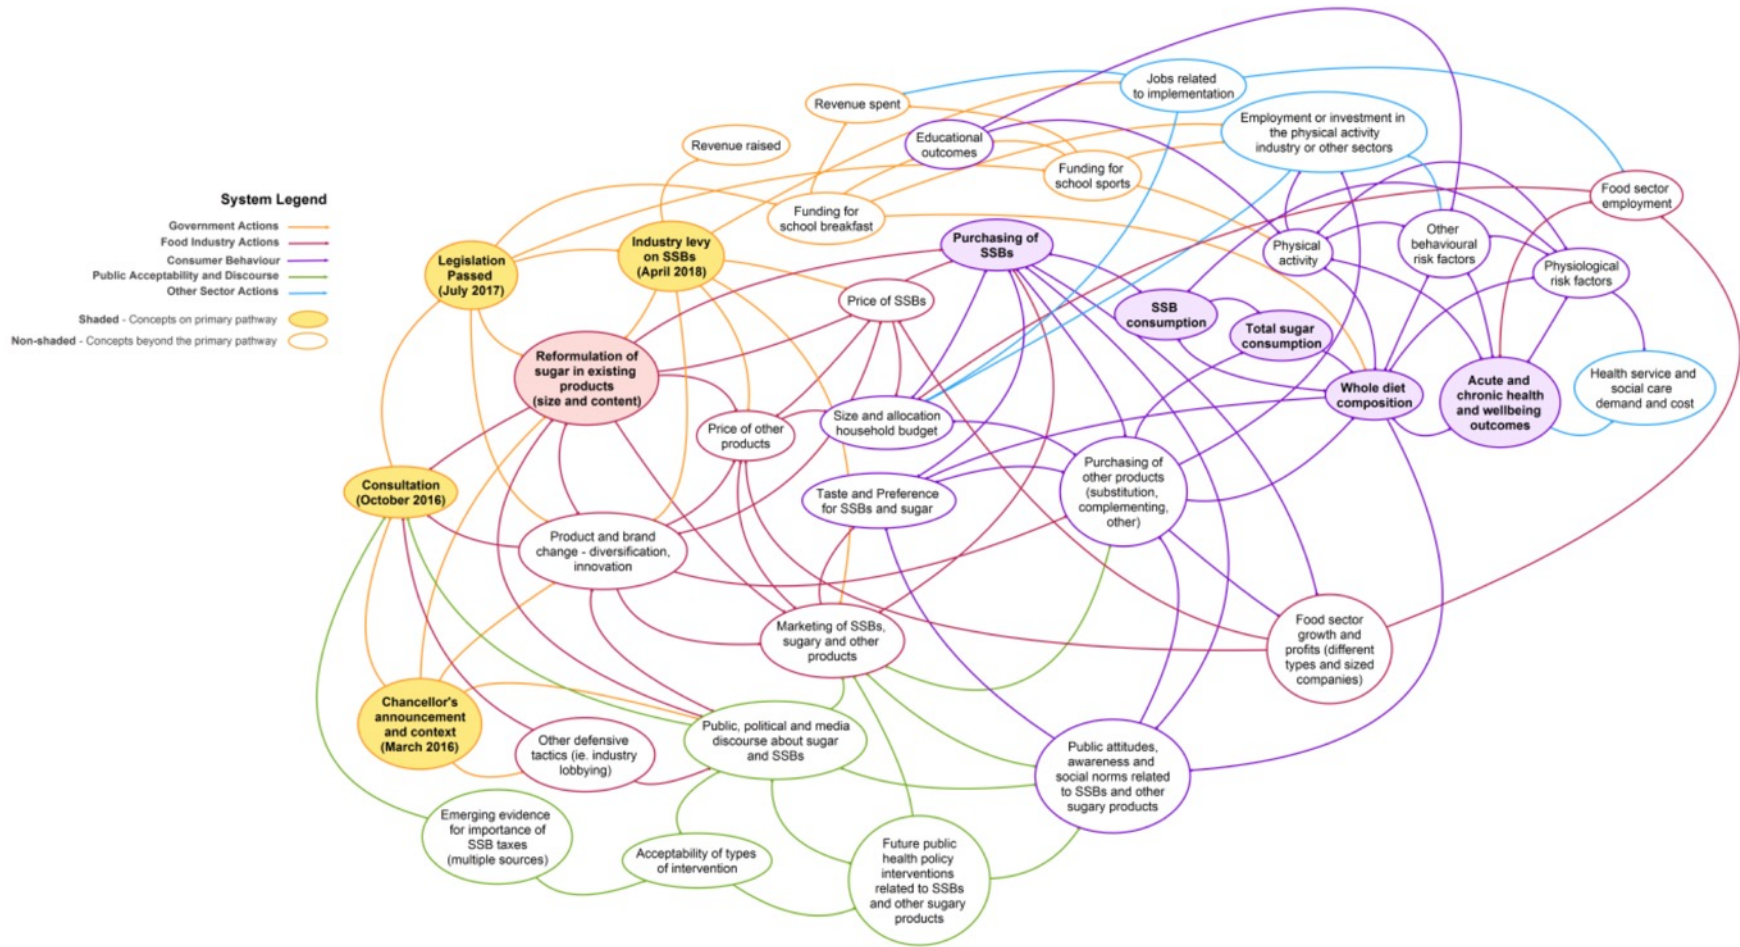 System Legend
Government Actions
Food Industry Actions
Consumer Behaviour
Public Acceptability and Discourse
Other Sector Actions
Shaded - Concepts on primary pathway
Non-shaded - Concepts beyond the primary pathway
Jobs related
to implementation
Revenue spent
Employment or investment in
the physical activity
industry or other sectors
Educational
outcomes
Revenue raised
Funding for
school sports
Food sector
employment
Funding for
school breakfast
Industry levy
on SSBs
(April 2018)
Purchasing of
SSBs
Physical
activity
Other
behavioural
risk factors
Physiological
risk factors
Legislation
Passed
(July 2017)
Price of SSBs
SSB
consumption
Total sugar
consumption
Reformulation of
sugar in existing
products
(size and content)
Whole diet
composition
Acute and
chronic health
and wellbeing
outcomes
Health service and
social care
demand and cost
Price of other
products
Size and allocation
household budget
Consultation
(October 2016)
Taste and Preference
for SSBs and sugar
Purchasing of
other products
(substitution,
complementing,
other)
Product and brand
change - diversification,
innovation
Marketing of SSBs,
sugary and other
products
Food sector
growth and
profits (different
types and sized
companies)
Chancellor's
announcement
and context
(March 2016)
Other defensive
tactics (ie. industry
lobbying)
Public, political and media
discourse about sugar
and SSBs
Public attitudes,
awareness and
social norms related
to SSBs and other
sugary products
Emerging evidence
for importance of
SSB taxes
(multiple sources)
Acceptability of types
of intervention
Future public
health policy
interventions
related to SSBs
and other sugary
products